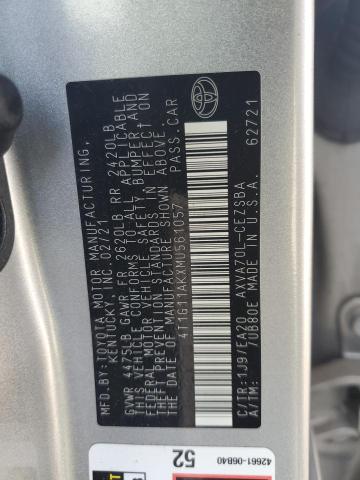 MFD.BY:TOYOTA MOTOR MANUFACTURING,
KENTUCKY, INC. 02/21
GVWR 4475LB GAWR FR 2620LB RR 2420LB
THIS VEHICLE CONFORMS TO ALL APPLICABLE
FEDERAL MOTOR VEHICLE SAFETY, BUMPER, AND
THEFT PREVENTION STANDARDS IN EFFECT ON
THE DATE OF MANUFACTURE SHOWN ABOVE.
4T1G11AKXMU561057 PASS.CAR
C/TR:1J9/EA20 AXVA70L-CEZSBA
A/TM: /UB80E MADE IN U.S.A. 62721
42661-06B40
52